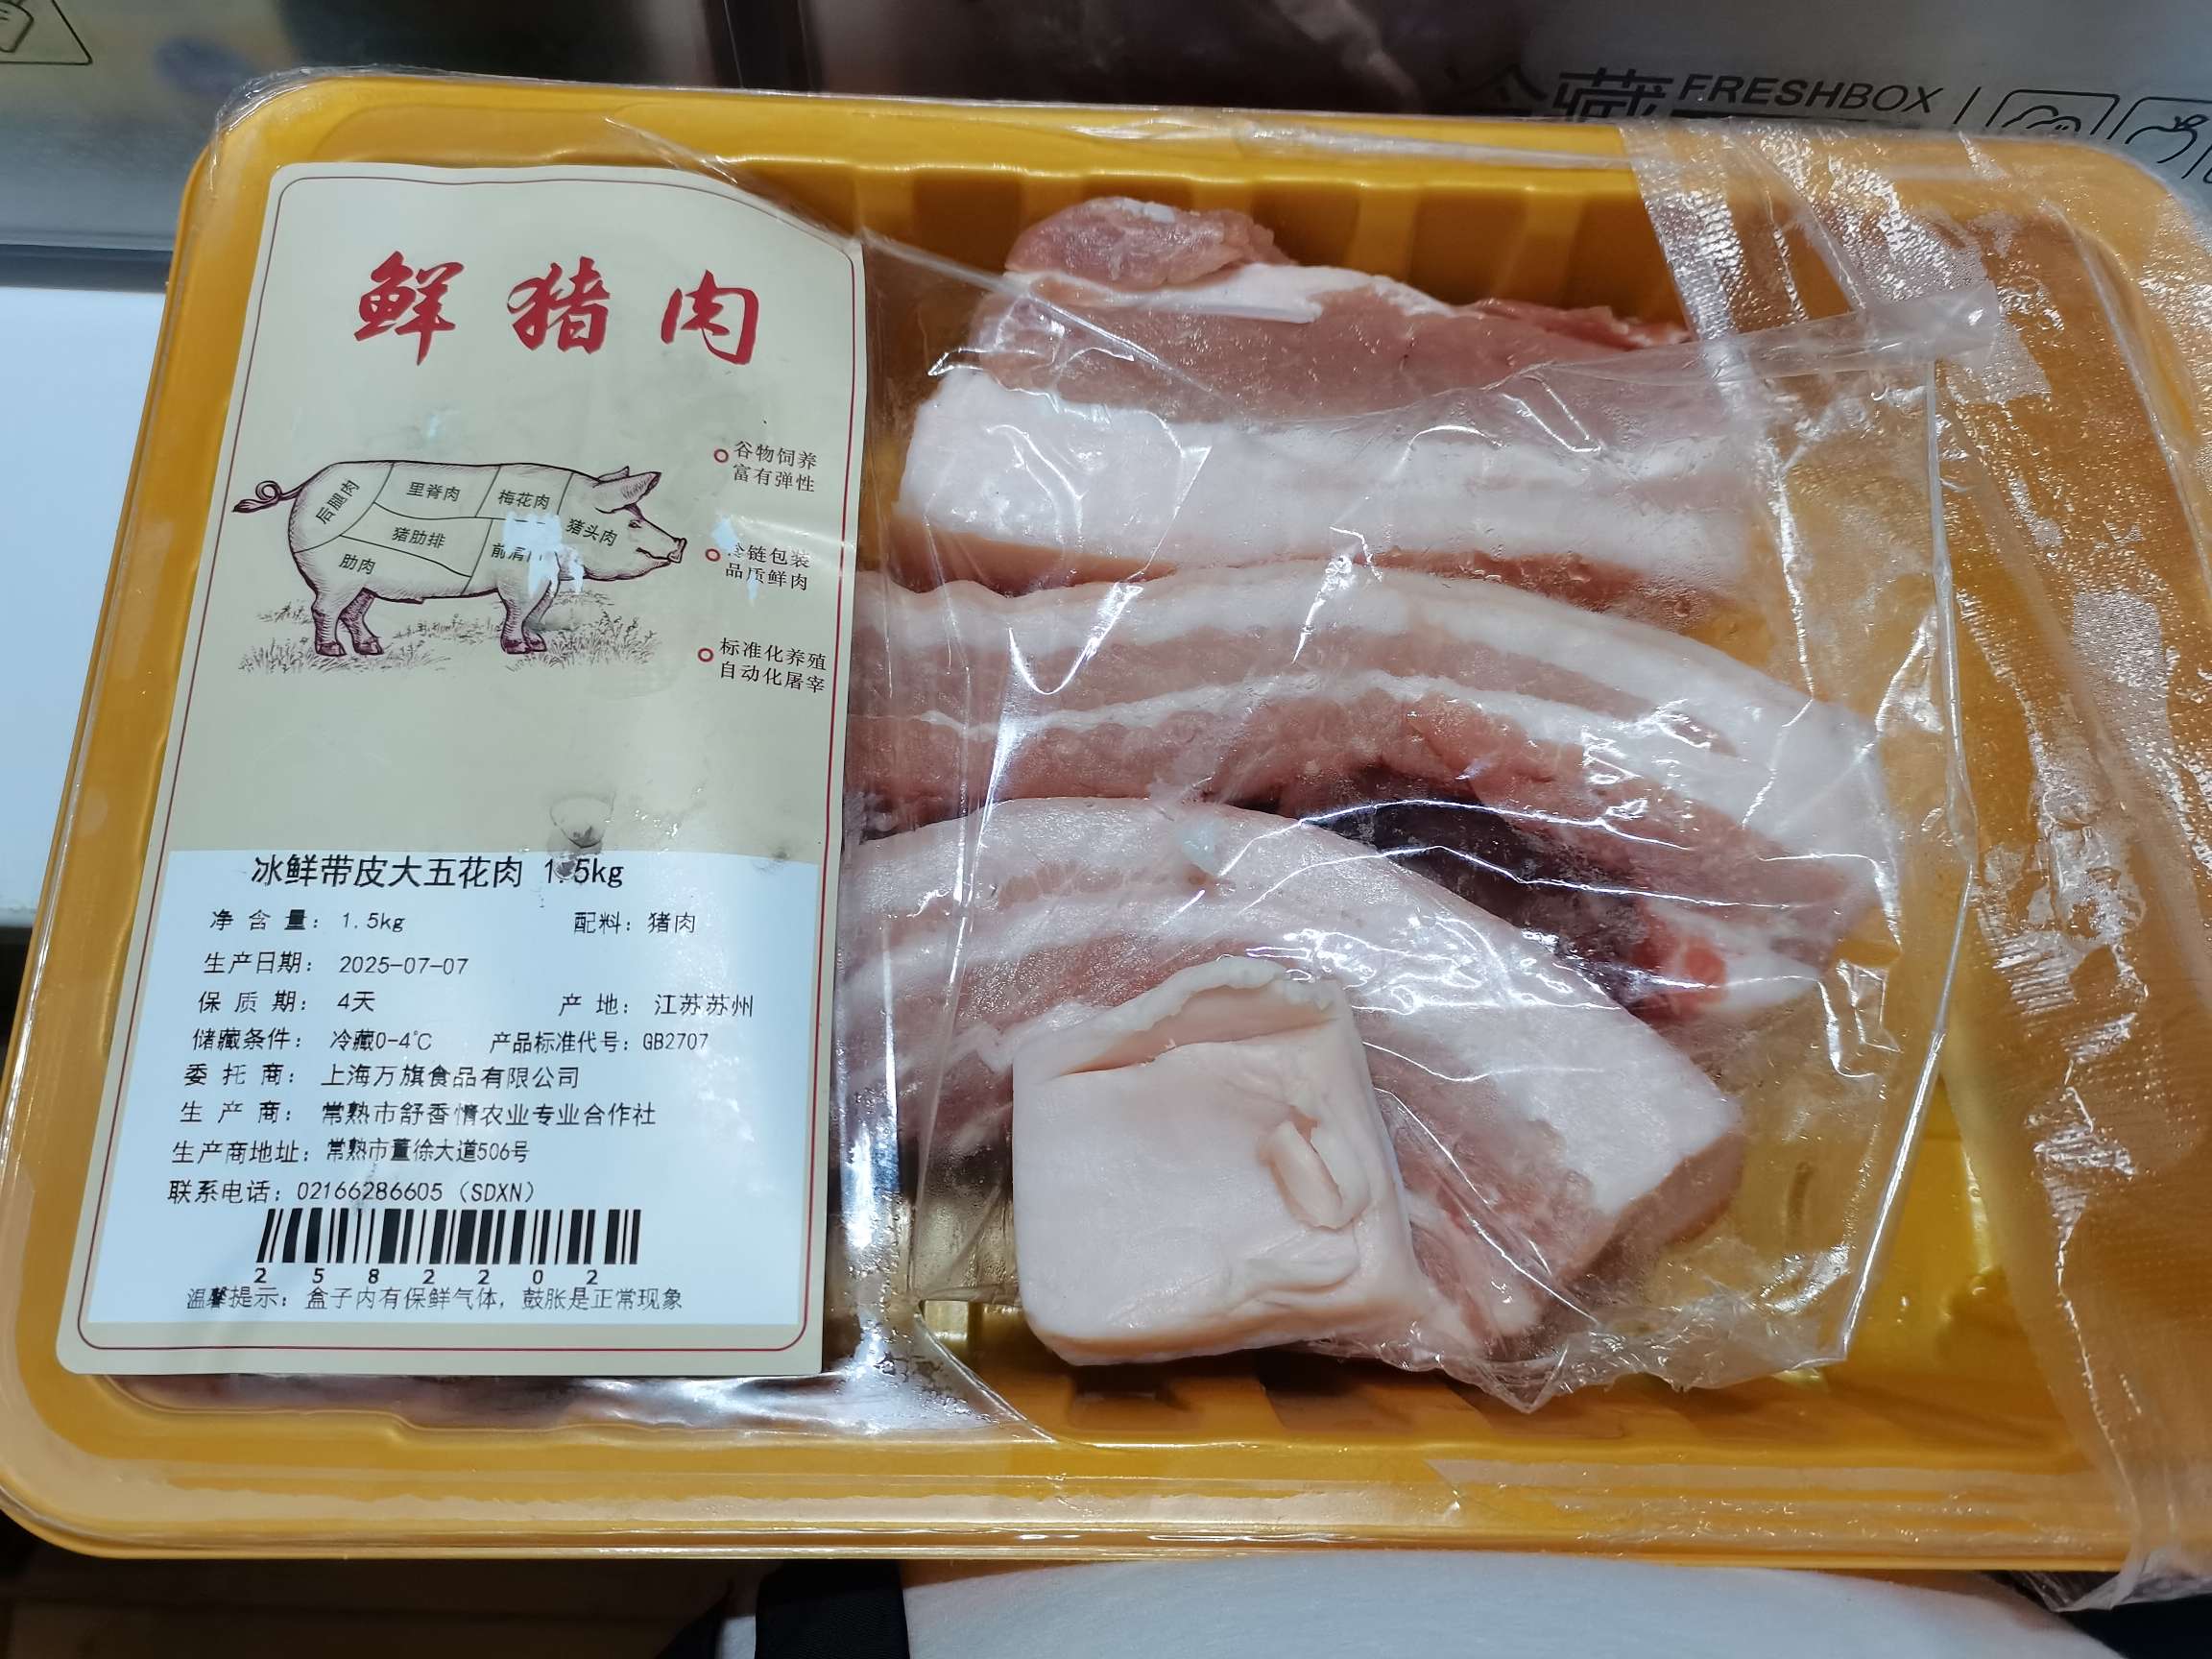 藏 FRESHBOX
鲜猪肉
谷物饲养
富有弹性
后腿肉
里脊肉
梅花肉
猪头肉
猪肋排
前肩
肋肉
链包装
品质鲜肉
标准化养殖
自动化屠宰
冰鲜带皮大五花肉 1.5kg
净含量：1.5kg 配料：猪肉
生产日期：2025-07-07
保质期：4天 产地：江苏苏州
储藏条件：冷藏0-4℃ 产品标准代号：GB2707
委托商：上海万旗食品有限公司
生产商：常熟市舒香情农业专业合作社
生产商地址：常熟市董徐大道506号
联系电话：02166286605（SDXN）
2582202
温馨提示：盒子内有保鲜气体，鼓胀是正常现象